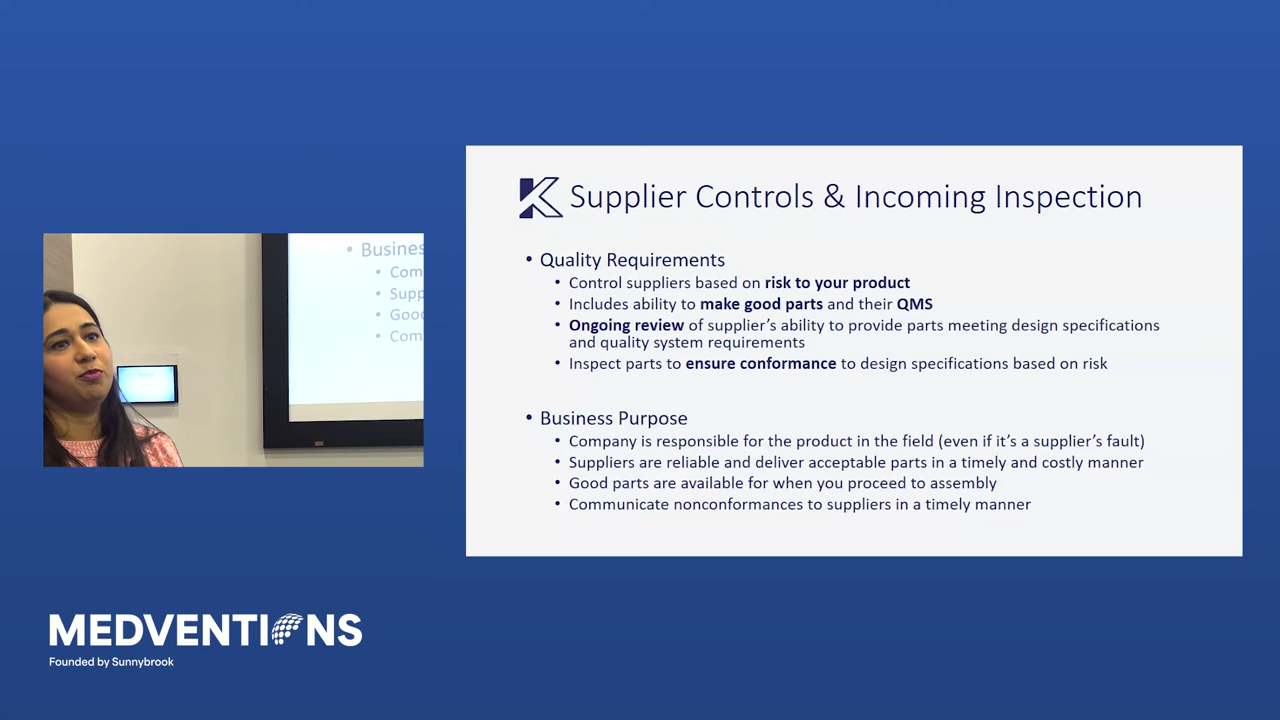 • Busines
• Com
• Supp
• Good
• Com
K Supplier Controls & Incoming Inspection
• Quality Requirements
• Control suppliers based on risk to your product
• Includes ability to make good parts and their QMS
• Ongoing review of supplier’s ability to provide parts meeting design specifications
and quality system requirements
• Inspect parts to ensure conformance to design specifications based on risk
• Business Purpose
• Company is responsible for the product in the field (even if it’s a supplier’s fault)
• Suppliers are reliable and deliver acceptable parts in a timely and costly manner
• Good parts are available for when you proceed to assembly
• Communicate nonconformances to suppliers in a timely manner
MEDVENTIONS
Founded by Sunnybrook